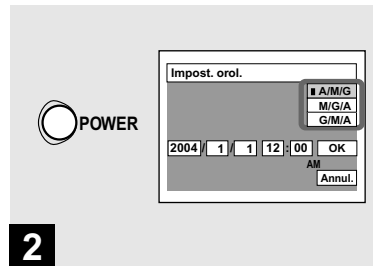 Impost. orol.
A/M/G
M/G/A
G/M/A
POWER
2004 / 1 / 1 12 : 00 OK
AM
Annul.
2